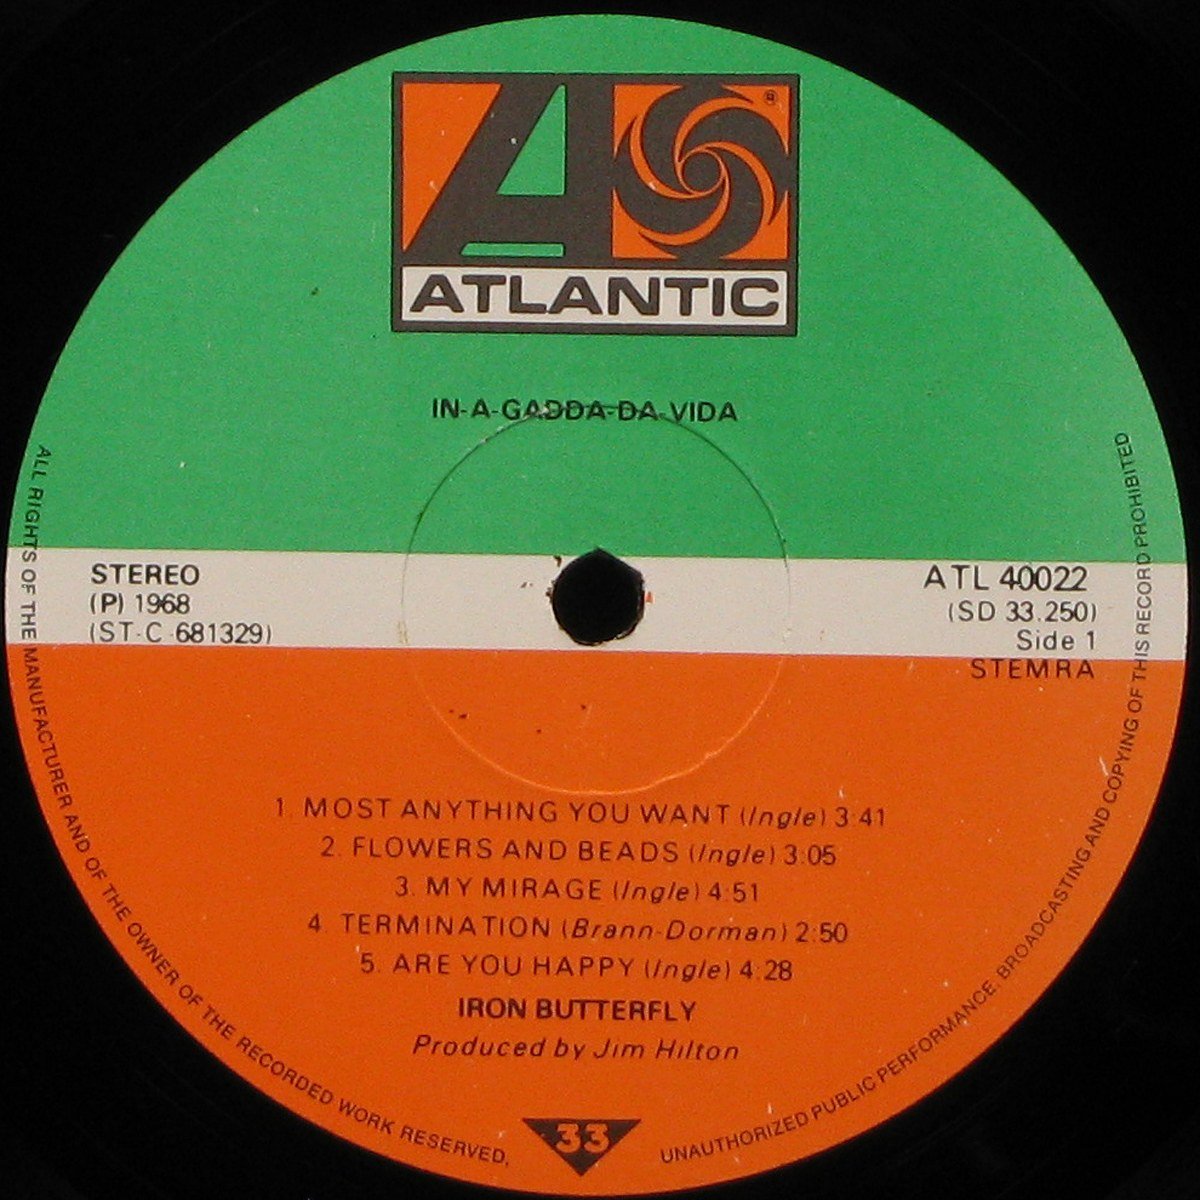 ®
ATLANTIC
IN-A-GADDA-DA-VIDA
STEREO
(P) 1968
(ST-C-681329)
ATL 40022
(SD 33.250)
Side 1
STEMRA
1. MOST ANYTHING YOU WANT (Ingle) 3:41
2. FLOWERS AND BEADS (Ingle) 3:05
3. MY MIRAGE (Ingle) 4:51
4. TERMINATION (Brann-Dorman) 2:50
5. ARE YOU HAPPY (Ingle) 4:28
IRON BUTTERFLY
Produced by Jim Hilton
33
ALL RIGHTS OF THE MANUFACTURER AND OF THE OWNER OF THE RECORDED WORK RESERVED.
UNAUTHORIZED PUBLIC PERFORMANCE. BROADCASTING AND COPYING OF THIS RECORD PROHIBITED